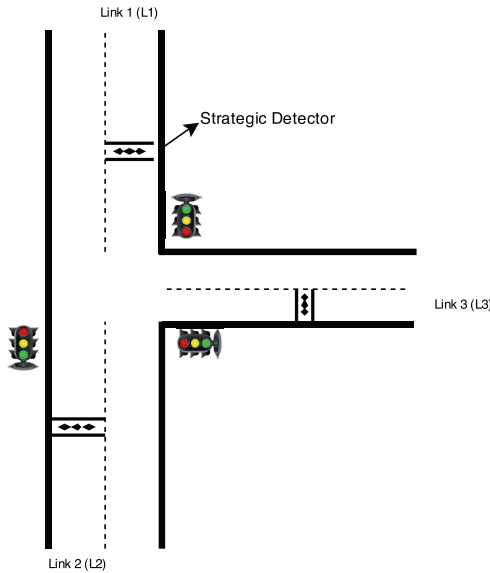 Link 1 (L1)
Strategic Detector
Link 3 (L3)
Link 2 (L2)